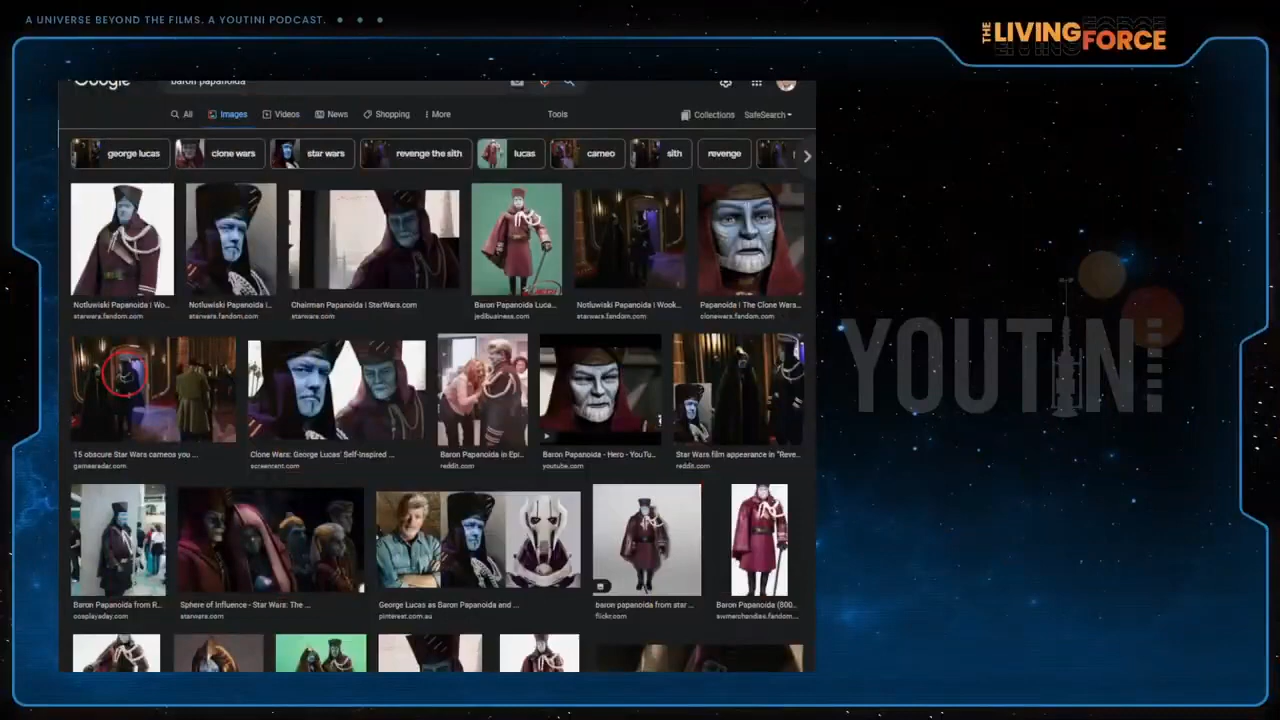 A UNIVERSE BEYOND THE FILMS. A YOUTINI PODCAST.
THE LIVING FORCE
Google baron papanoida
All Images Videos News Shopping More Tools Collections SafeSearch
george lucas clone wars star wars revenge the sith lucas cameo sith revenge
Notluwiski Papanoida | Wo... Notluwiski Papanoida |... Chairman Papanoida | StarWars.com Baron Papanoida Luca... Notluwiski Papanoida | Wook... Papanoida | The Clone Wars...
starwars.fandom.com starwars.fandom.com starwars.com jedibusiness.com starwars.fandom.com clonewars.fandom.com
15 obscure Star Wars cameos you ... Clone Wars: George Lucas' Self-Inspired ... Baron Papanoida in Epi... Baron Papanoida - Hero - YouTu... Star Wars film appearance in "Reve...
gamesradar.com screenrant.com reddit.com youtube.com reddit.com
YOUTINI
Baron Papanoida from R... Sphere of Influence - Star Wars: The ... George Lucas as Baron Papanoida and ... baron papanoida from star ... Baron Papanoida (800...
cosplayaday.com starwars.com pinterest.com.au flickr.com swmerchandise.fandom...